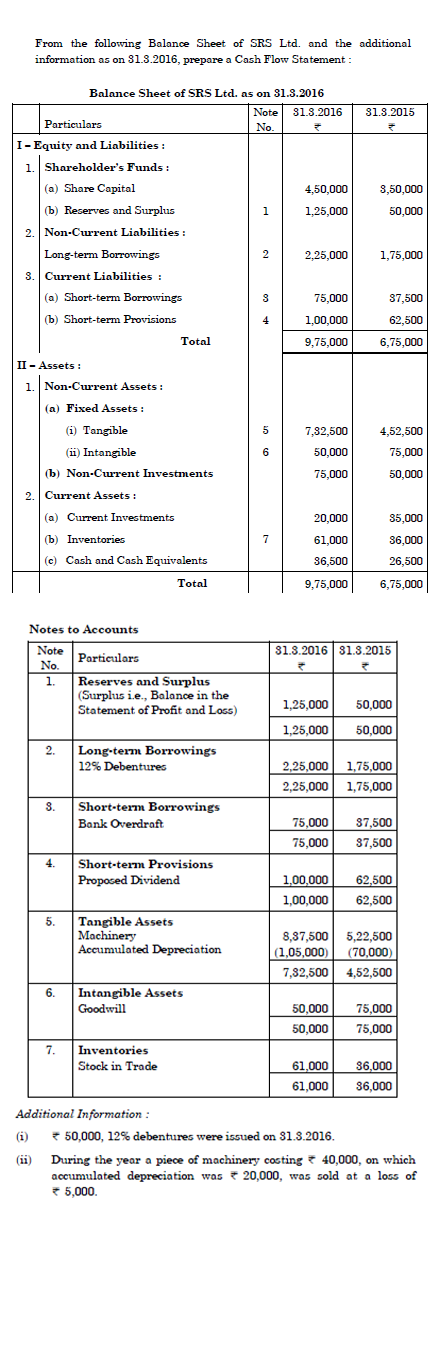 From the following Balance Sheet of SRS Ltd. and the additional
information as on 31.3.2016, prepare a Cash Flow Statement :
Balance Sheet of SRS Ltd. as on 31.3.2016
Particulars Note No. 31.3.2016 ₹ 31.3.2015 ₹
I – Equity and Liabilities :
1. Shareholder's Funds :
(a) Share Capital 4,50,000 3,50,000
(b) Reserves and Surplus 1 1,25,000 50,000
2. Non-Current Liabilities :
Long-term Borrowings 2 2,25,000 1,75,000
3. Current Liabilities :
(a) Short-term Borrowings 3 75,000 37,500
(b) Short-term Provisions 4 1,00,000 62,500
Total 9,75,000 6,75,000
II – Assets :
1. Non-Current Assets :
(a) Fixed Assets :
(i) Tangible 5 7,32,500 4,52,500
(ii) Intangible 6 50,000 75,000
(b) Non-Current Investments 75,000 50,000
2. Current Assets :
(a) Current Investments 20,000 35,000
(b) Inventories 7 61,000 36,000
(c) Cash and Cash Equivalents 36,500 26,500
Total 9,75,000 6,75,000
Notes to Accounts
Note No. Particulars 31.3.2016 ₹ 31.3.2015 ₹
1. Reserves and Surplus
(Surplus i.e., Balance in the
Statement of Profit and Loss) 1,25,000 50,000
1,25,000 50,000
2. Long-term Borrowings
12% Debentures 2,25,000 1,75,000
2,25,000 1,75,000
3. Short-term Borrowings
Bank Overdraft 75,000 37,500
75,000 37,500
4. Short-term Provisions
Proposed Dividend 1,00,000 62,500
1,00,000 62,500
5. Tangible Assets
Machinery 8,37,500 5,22,500
Accumulated Depreciation (1,05,000) (70,000)
7,32,500 4,52,500
6. Intangible Assets
Goodwill 50,000 75,000
50,000 75,000
7. Inventories
Stock in Trade 61,000 36,000
61,000 36,000
Additional Information :
(i) ₹ 50,000, 12% debentures were issued on 31.3.2016.
(ii) During the year a piece of machinery costing ₹ 40,000, on which
accumulated depreciation was ₹ 20,000, was sold at a loss of
₹ 5,000.